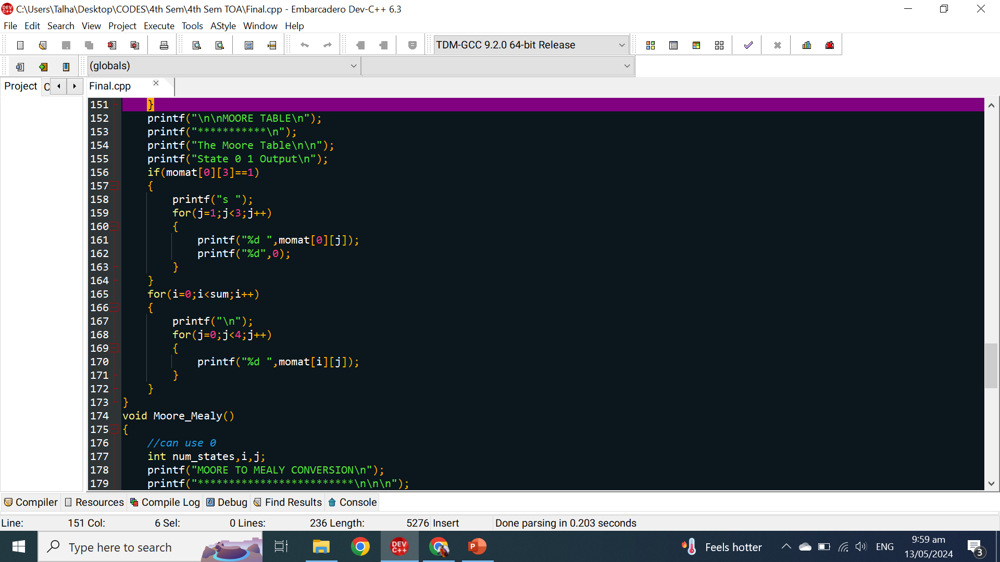 C:\Users\Talha\Desktop\CODES\4th Sem\4th Sem TOA\Final.cpp - Embarcadero Dev-C++ 6.3
File Edit Search View Project Execute Tools AStyle Window Help
TDM-GCC 9.2.0 64-bit Release
(globals)
Project C Final.cpp
151 }
152 printf("\n\nMOORE TABLE\n");
153 printf("***********\n");
154 printf("The Moore Table\n\n");
155 printf("State 0 1 Output\n");
156 if(momat[0][3]==1)
157 {
158 printf("s ");
159 for(j=1;j<3;j++)
160 {
161 printf("%d ",momat[0][j]);
162 printf("%d",0);
163 }
164 }
165 for(i=0;i<sum;i++)
166 {
167 printf("\n");
168 for(j=0;j<4;j++)
169 {
170 printf("%d ",momat[i][j]);
171 }
172 }
173 }
174 void Moore_Mealy()
175 {
176 //can use 0
177 int num_states,i,j;
178 printf("MOORE TO MEALY CONVERSION\n");
179 printf("*************************\n\n\n");
Compiler Resources Compile Log Debug Find Results Console
Line: 151 Col: 6 Sel: 0 Lines: 236 Length: 5276 Insert Done parsing in 0.203 seconds
Type here to search
DEV C++
Feels hotter
ENG
9:59 am
13/05/2024
3